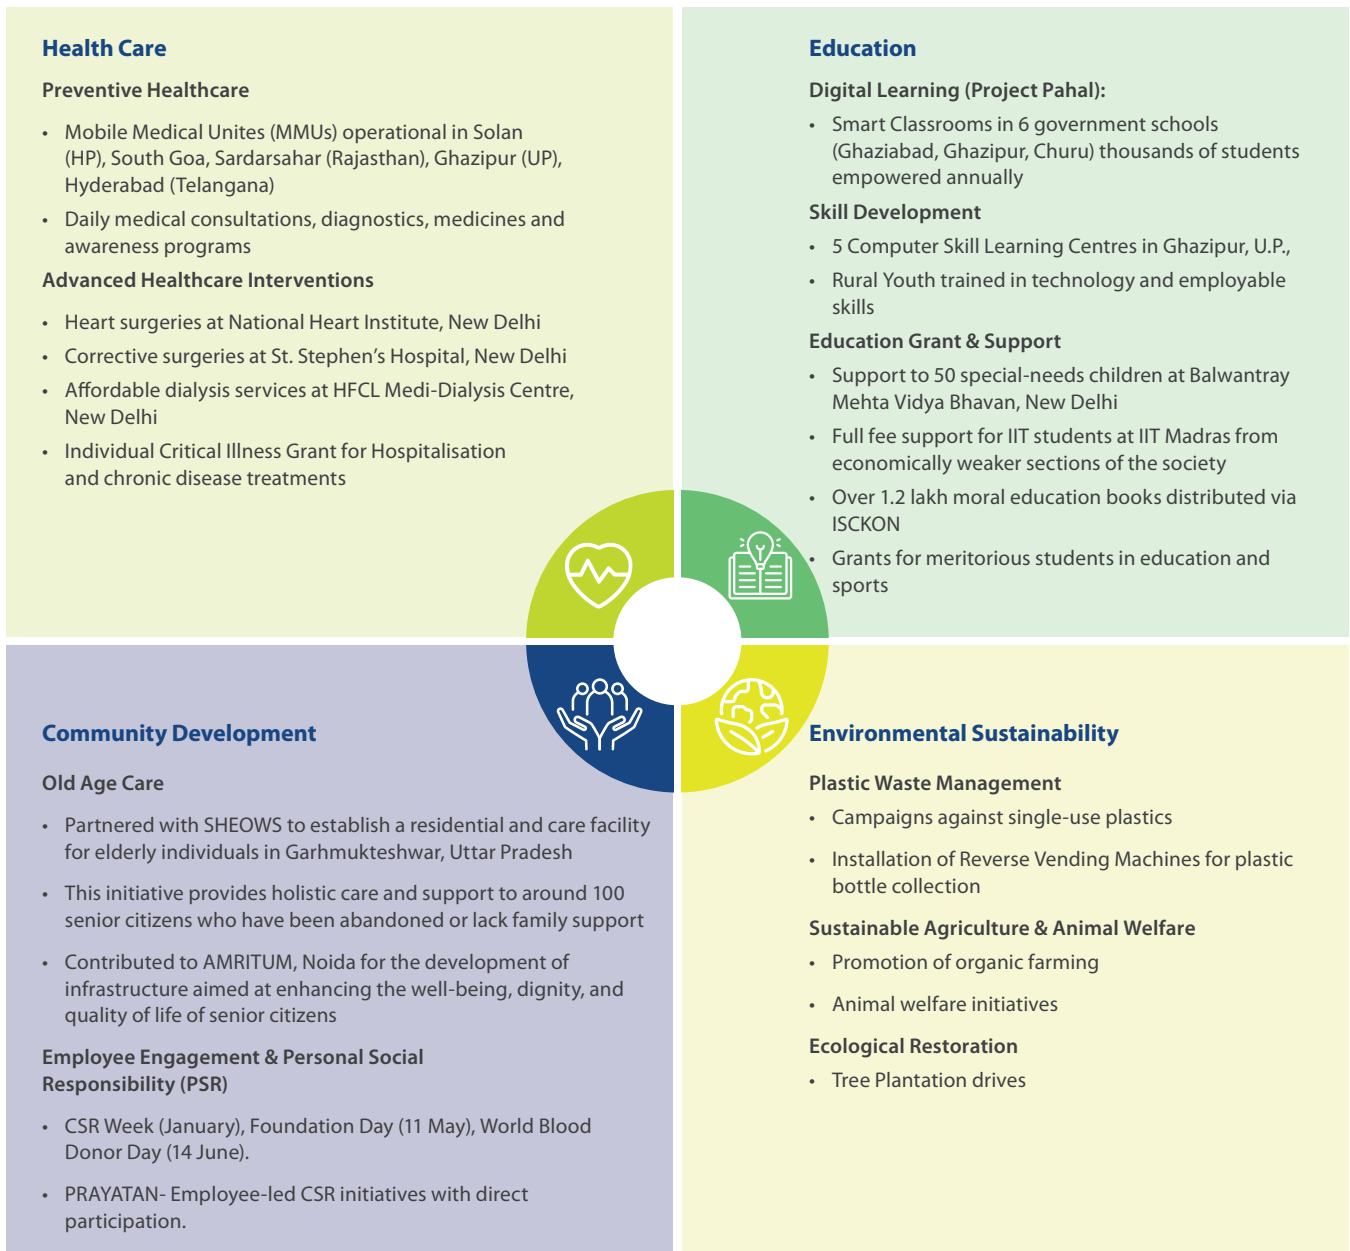 Health Care
Preventive Healthcare
• Mobile Medical Unites (MMUs) operational in Solan
(HP), South Goa, Sardarsahar (Rajasthan), Ghazipur (UP),
Hyderabad (Telangana)
• Daily medical consultations, diagnostics, medicines and
awareness programs
Advanced Healthcare Interventions
• Heart surgeries at National Heart Institute, New Delhi
• Corrective surgeries at St. Stephen’s Hospital, New Delhi
• Affordable dialysis services at HFCL Medi-Dialysis Centre,
New Delhi
• Individual Critical Illness Grant for Hospitalisation
and chronic disease treatments
Education
Digital Learning (Project Pahal):
• Smart Classrooms in 6 government schools
(Ghaziabad, Ghazipur, Churu) thousands of students
empowered annually
Skill Development
• 5 Computer Skill Learning Centres in Ghazipur, U.P.,
• Rural Youth trained in technology and employable
skills
Education Grant & Support
• Support to 50 special-needs children at Balwantray
Mehta Vidya Bhavan, New Delhi
• Full fee support for IIT students at IIT Madras from
economically weaker sections of the society
• Over 1.2 lakh moral education books distributed via
ISCKON
• Grants for meritorious students in education and
sports
Community Development
Old Age Care
• Partnered with SHEOWS to establish a residential and care facility
for elderly individuals in Garhmukteshwar, Uttar Pradesh
• This initiative provides holistic care and support to around 100
senior citizens who have been abandoned or lack family support
• Contributed to AMRITUM, Noida for the development of
infrastructure aimed at enhancing the well-being, dignity, and
quality of life of senior citizens
Employee Engagement & Personal Social
Responsibility (PSR)
• CSR Week (January), Foundation Day (11 May), World Blood
Donor Day (14 June).
• PRAYATAN- Employee-led CSR initiatives with direct
participation.
Environmental Sustainability
Plastic Waste Management
• Campaigns against single-use plastics
• Installation of Reverse Vending Machines for plastic
bottle collection
Sustainable Agriculture & Animal Welfare
• Promotion of organic farming
• Animal welfare initiatives
Ecological Restoration
• Tree Plantation drives